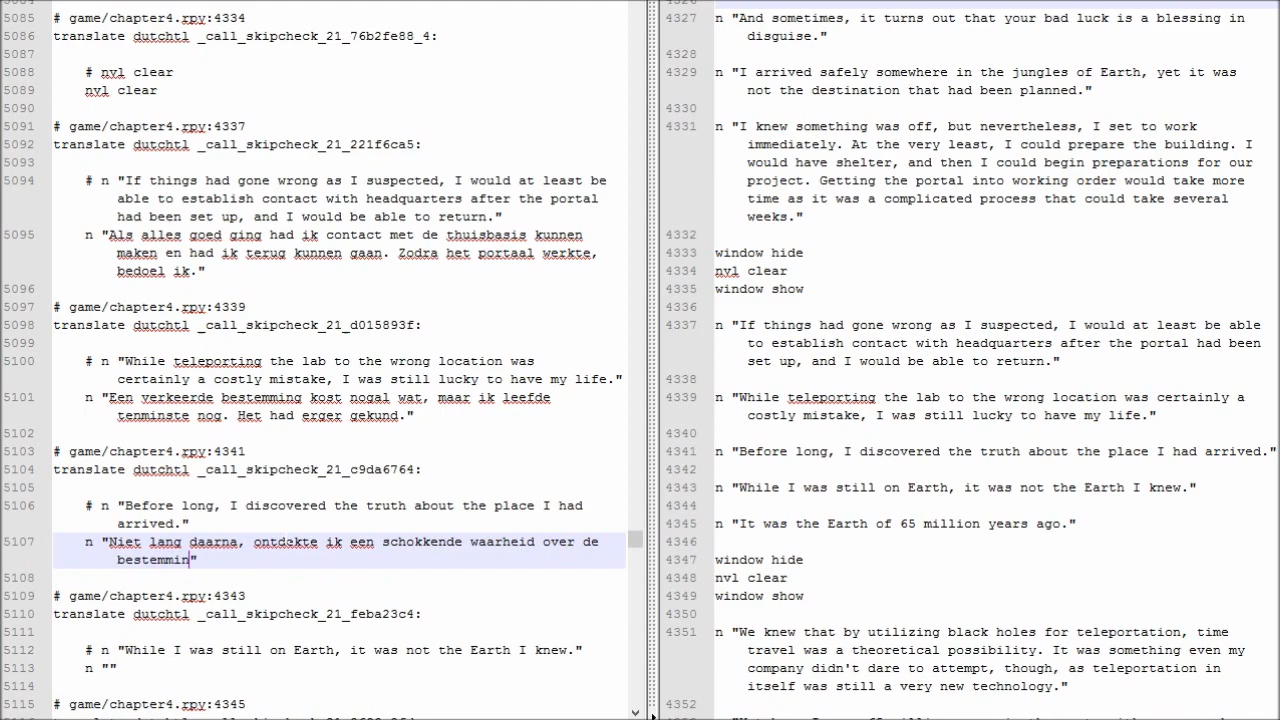 5085 # game/chapter4.rpy:4334
5086 translate dutchtl _call_skipcheck_21_76b2fe88_4:
5087
5088 # nvl clear
5089 nvl clear
5090
5091 # game/chapter4.rpy:4337
5092 translate dutchtl _call_skipcheck_21_221f6ca5:
5093
5094 # n "If things had gone wrong as I suspected, I would at least be
able to establish contact with headquarters after the portal
had been set up, and I would be able to return."
5095 n "Als alles goed ging had ik contact met de thuisbasis kunnen
maken en had ik terug kunnen gaan. Zodra het portaal werkte,
bedoel ik."
5096
5097 # game/chapter4.rpy:4339
5098 translate dutchtl _call_skipcheck_21_d015893f:
5099
5100 # n "While teleporting the lab to the wrong location was
certainly a costly mistake, I was still lucky to have my life."
5101 n "Een verkeerde bestemming kost nogal wat, maar ik leefde
tenminste nog. Het had erger gekund."
5102
5103 # game/chapter4.rpy:4341
5104 translate dutchtl _call_skipcheck_21_c9da6764:
5105
5106 # n "Before long, I discovered the truth about the place I had
arrived."
5107 n "Niet lang daarna, ontdekte ik een schokkende waarheid over de
bestemmin"
5108
5109 # game/chapter4.rpy:4343
5110 translate dutchtl _call_skipcheck_21_feba23c4:
5111
5112 # n "While I was still on Earth, it was not the Earth I knew."
5113 n ""
5114
5115 # game/chapter4.rpy:4345
4327 n "And sometimes, it turns out that your bad luck is a blessing in
disguise."
4328
4329 n "I arrived safely somewhere in the jungles of Earth, yet it was
not the destination that had been planned."
4330
4331 n "I knew something was off, but nevertheless, I set to work
immediately. At the very least, I could prepare the building. I
would have shelter, and then I could begin preparations for our
project. Getting the portal into working order would take more
time as it was a complicated process that could take several
weeks."
4332
4333 window hide
4334 nvl clear
4335 window show
4336
4337 n "If things had gone wrong as I suspected, I would at least be able
to establish contact with headquarters after the portal had been
set up, and I would be able to return."
4338
4339 n "While teleporting the lab to the wrong location was certainly a
costly mistake, I was still lucky to have my life."
4340
4341 n "Before long, I discovered the truth about the place I had arrived."
4342
4343 n "While I was still on Earth, it was not the Earth I knew."
4344
4345 n "It was the Earth of 65 million years ago."
4346
4347 window hide
4348 nvl clear
4349 window show
4350
4351 n "We knew that by utilizing black holes for teleportation, time
travel was a theoretical possibility. It was something even my
company didn't dare to attempt, though, as teleportation in
itself was still a very new technology."
4352